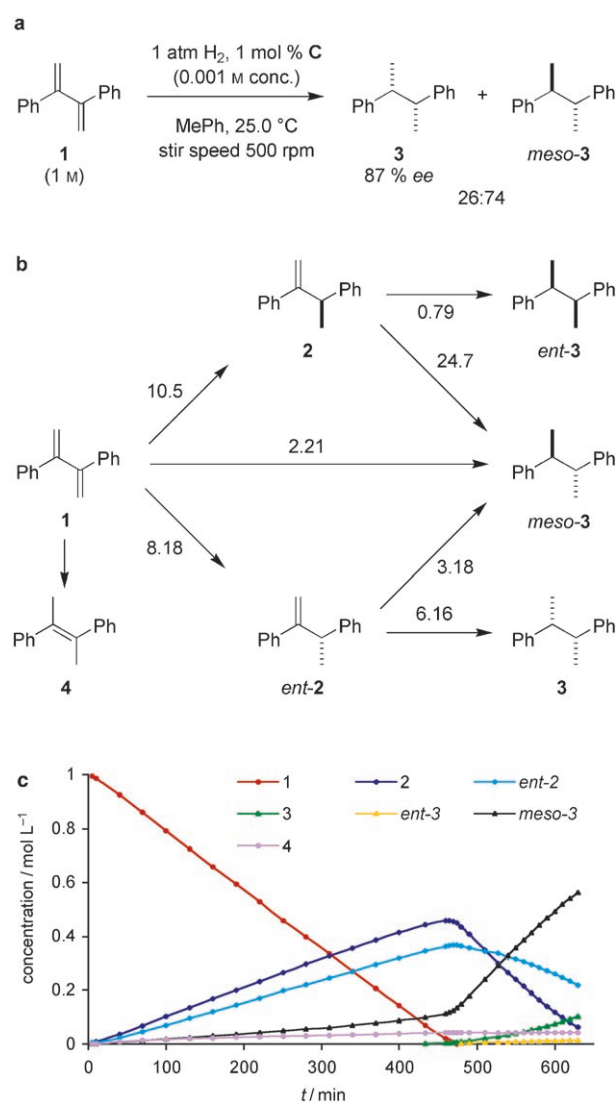 a
1 atm H₂, 1 mol % C
(0.001 M conc.)
MePh, 25.0 °C
stir speed 500 rpm
Ph
Ph
1
(1 M)
Ph
Ph
3
87 % ee
+
Ph
Ph
meso-3
26:74
b
Ph
Ph
2
0.79
Ph
Ph
ent-3
10.5
24.7
Ph
Ph
1
2.21
Ph
Ph
meso-3
8.18
3.18
Ph
Ph
4
Ph
Ph
ent-2
6.16
Ph
Ph
3
c
1
2
ent-2
3
ent-3
meso-3
4
concentration / mol L⁻¹
1
0.8
0.6
0.4
0.2
0
0 100 200 300 400 500 600
t / min